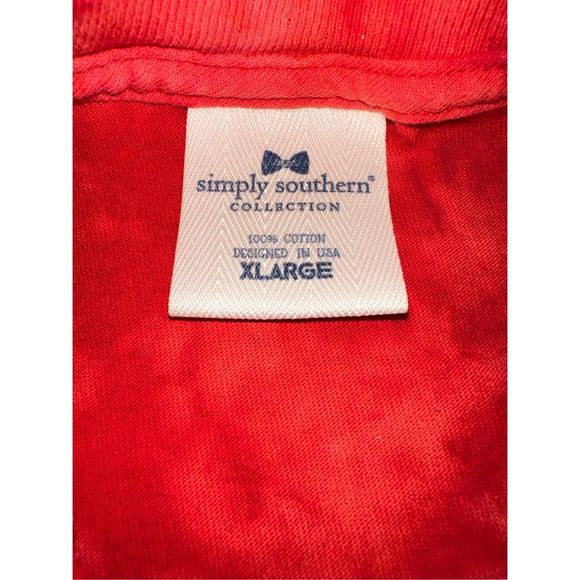 simply southern®
COLLECTION
100% COTTON
DESIGNED IN USA
XLARGE